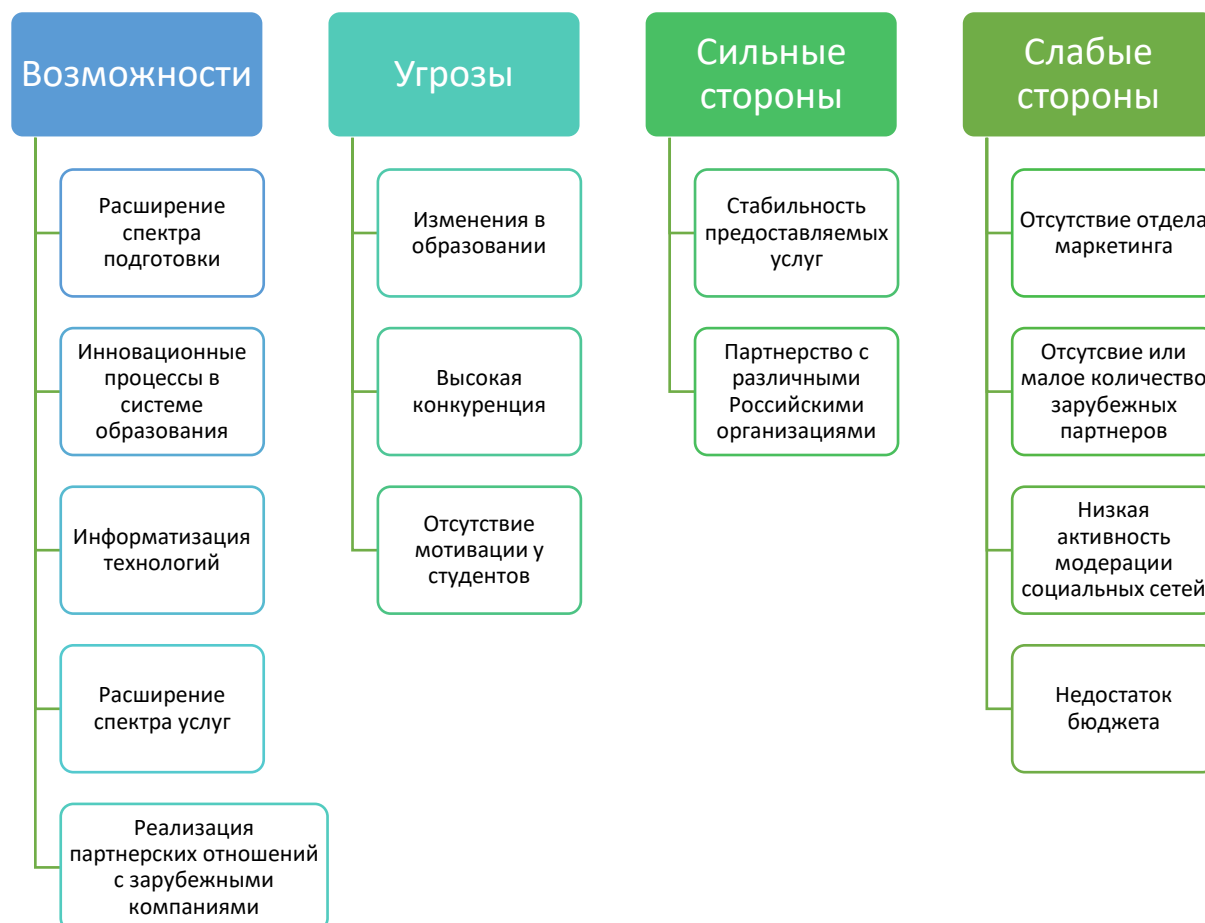 Возможности
Расширение
спектра
подготовки
Инновационные
процессы в
системе
образования
Информатизация
технологий
Расширение
спектра услуг
Реализация
партнерских отношений
с зарубежными
компаниями
Угрозы
Изменения в
образовании
Высокая
конкуренция
Отсутствие
мотивации у
студентов
Сильные
стороны
Стабильность
предоставляемых
услуг
Партнерство с
различными
Российскими
организациями
Слабые
стороны
Отсутствие отдела
маркетинга
Отсутсвие или
малое количество
зарубежных
партнеров
Низкая
активность
модерации
социальных сетей
Недостаток
бюджета